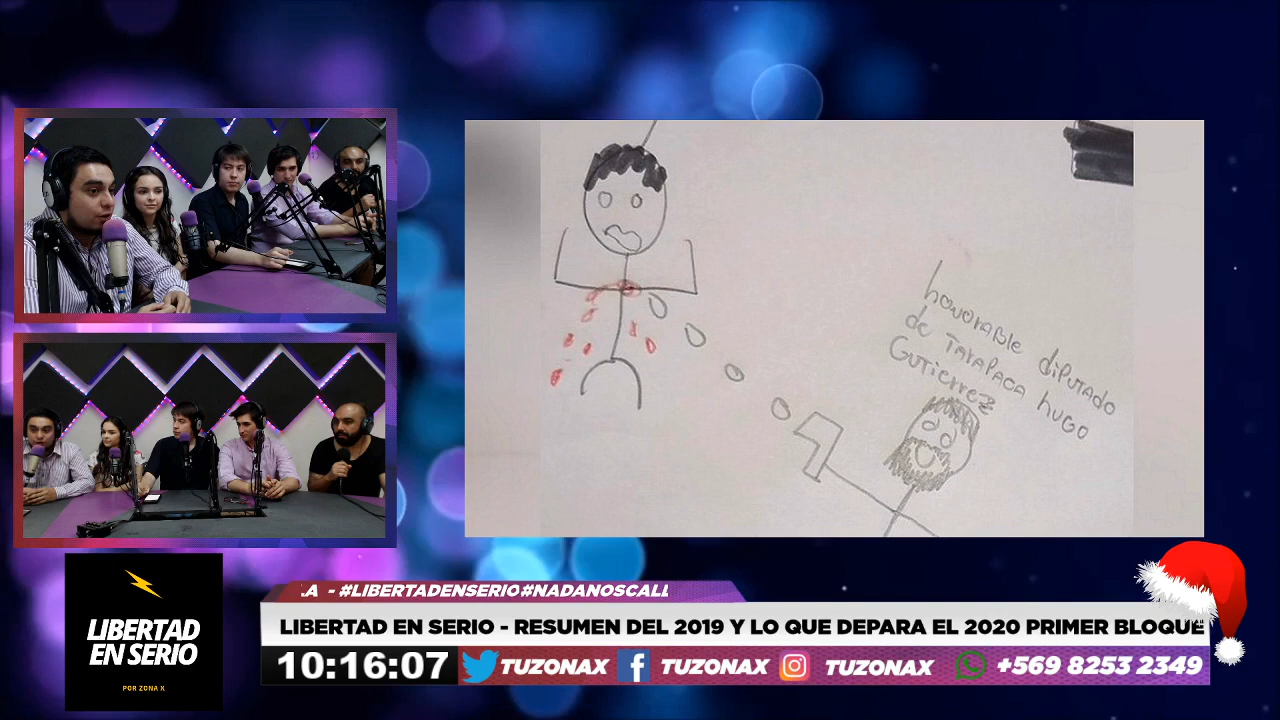 honorable diputado
de TARAPACA hugo
GUTIERREZ
.A - #LIBERTADENSERIO#NADANOSCALL
LIBERTAD EN SERIO - RESUMEN DEL 2019 Y LO QUE DEPARA EL 2020 PRIMER BLOQUE
LIBERTAD
EN SERIO
POR ZONA X
10:16:07 TUZONAX TUZONAX TUZONAX +569 8253 2349